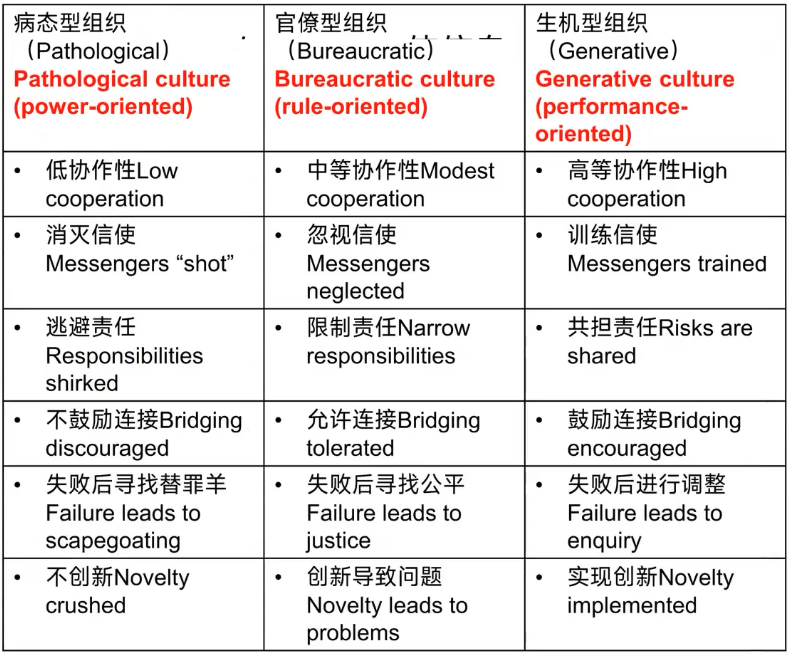 病态型组织
（Pathological）
Pathological culture
(power-oriented)
官僚型组织
（Bureaucratic）
Bureaucratic culture
(rule-oriented)
生机型组织
（Generative）
Generative culture
(performance-
oriented)
• 低协作性Low
cooperation
• 中等协作性Modest
cooperation
• 高等协作性High
cooperation
• 消灭信使
Messengers “shot”
• 忽视信使
Messengers
neglected
• 训练信使
Messengers trained
• 逃避责任
Responsibilities
shirked
• 限制责任Narrow
responsibilities
• 共担责任Risks are
shared
• 不鼓励连接Bridging
discouraged
• 允许连接Bridging
tolerated
• 鼓励连接Bridging
encouraged
• 失败后寻找替罪羊
Failure leads to
scapegoating
• 失败后寻找公平
Failure leads to
justice
• 失败后进行调整
Failure leads to
enquiry
• 不创新Novelty
crushed
• 创新导致问题
Novelty leads to
problems
• 实现创新Novelty
implemented